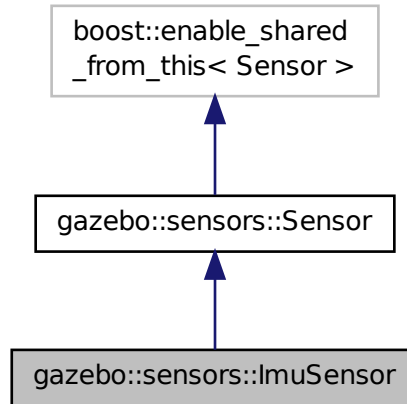 boost::enable_shared
_from_this< Sensor >
gazebo::sensors::Sensor
gazebo::sensors::ImuSensor